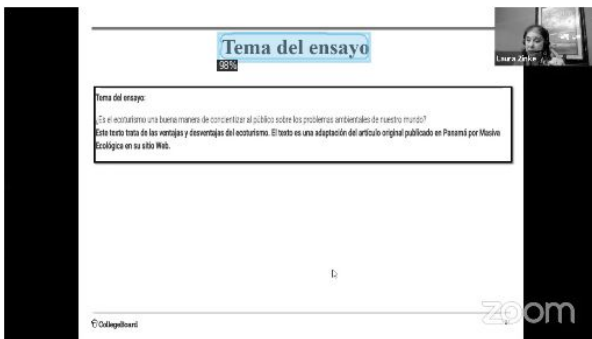 Tema del ensayo
98%
Laura Zinke
Tema del ensayo:
¿Es el ecoturismo una buena manera de concientizar al público sobre los problemas ambientales de nuestro mundo?
Este texto trata de las ventajas y desventajas del ecoturismo. El texto es una adaptación del artículo original publicado en Panamá por Masivo
Ecológica en su sitio Web.
CollegeBoard
zoom